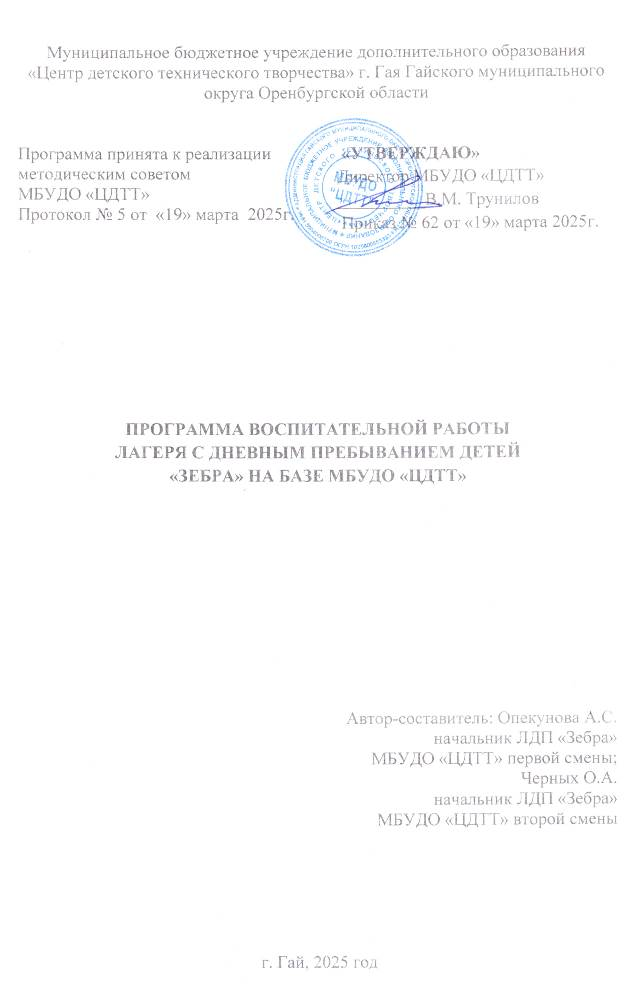 Муниципальное бюджетное учреждение дополнительного образования
«Центр детского технического творчества» г. Гая Гайского муниципального
округа Оренбургской области
Программа принята к реализации
методическим советом
МБУДО «ЦДТТ»
Протокол № 5 от «19» марта 2025г.
«УТВЕРЖДАЮ»
Директор МБУДО «ЦДТТ»
В.М. Трунилов
Приказ № 62 от «19» марта 2025г.
МБУДО
"ЦДТТ"
ПРОГРАММА ВОСПИТАТЕЛЬНОЙ РАБОТЫ
ЛАГЕРЯ С ДНЕВНЫМ ПРЕБЫВАНИЕМ ДЕТЕЙ
«ЗЕБРА» НА БАЗЕ МБУДО «ЦДТТ»
Автор-составитель: Опекунова А.С.
начальник ЛДП «Зебра»
МБУДО «ЦДТТ» первой смены;
Черных О.А.
начальник ЛДП «Зебра»
МБУДО «ЦДТТ» второй смены
г. Гай, 2025 год